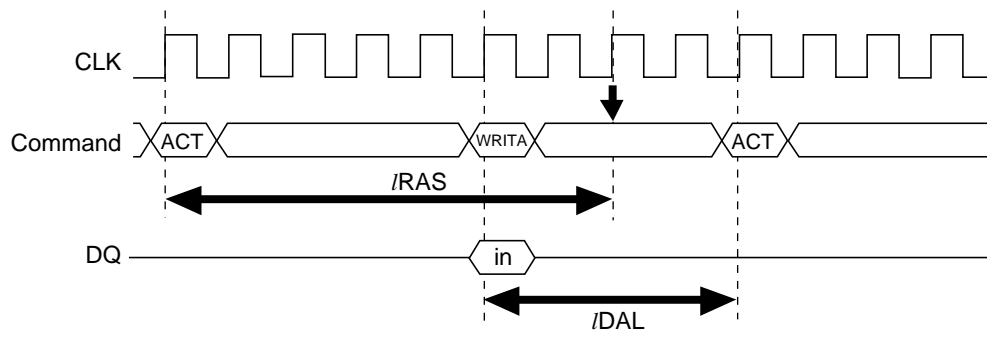 CLK
Command ACT WRITA ACT
lRAS
DQ in
lDAL